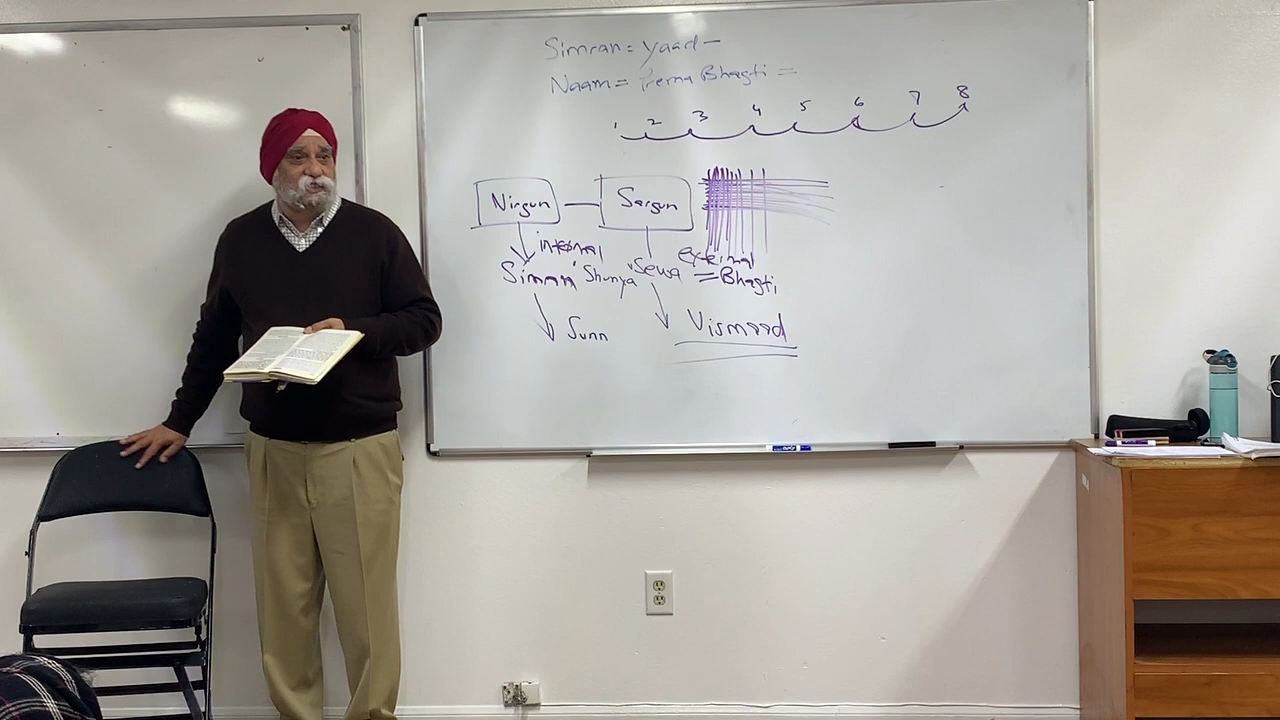 Simran = yaad –
Naam = Prema Bhagti =
1 2 3 4 5 6 7 8
Nirgun — Sargun
internal external
Simran "Shunya" Sewa = Bhagti
Sunn Vismaad